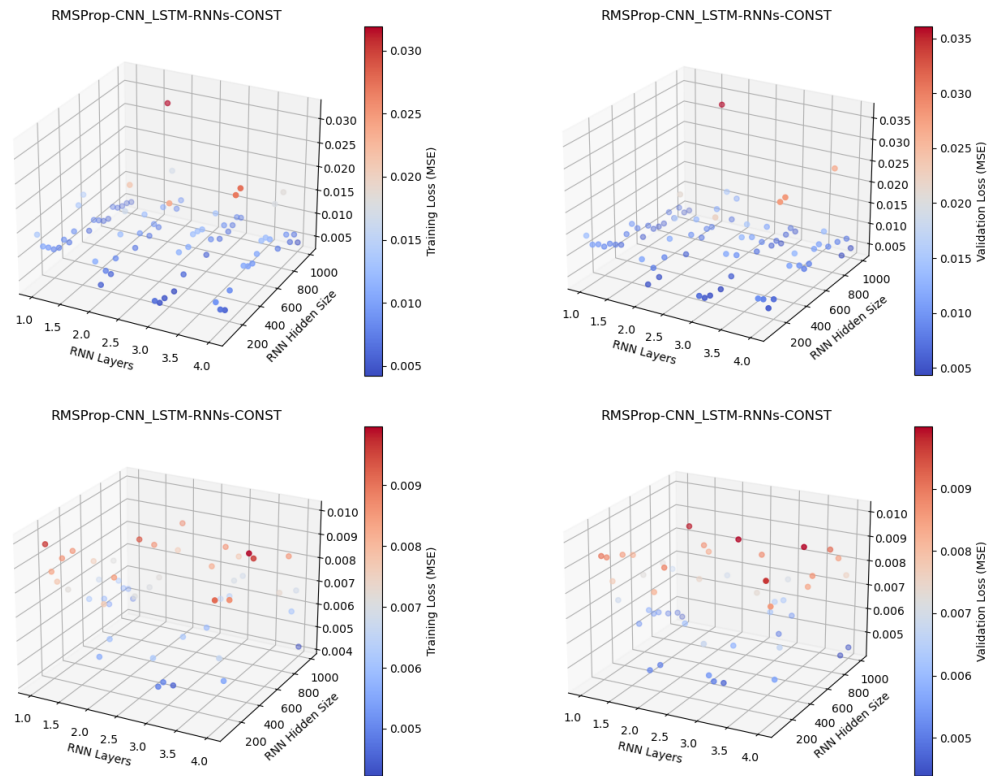 RMSProp-CNN_LSTM-RNNs-CONST
0.030
0.025
0.020
0.015
0.010
0.005
Training Loss (MSE)
0.030
0.025
0.020
0.015
0.010
0.005
1.0 1.5 2.0 2.5 3.0 3.5 4.0
RNN Layers
200 400 600 800 1000
RNN Hidden Size
RMSProp-CNN_LSTM-RNNs-CONST
0.035
0.030
0.025
0.020
0.015
0.010
0.005
Validation Loss (MSE)
0.035
0.030
0.025
0.020
0.015
0.010
0.005
1.0 1.5 2.0 2.5 3.0 3.5 4.0
RNN Layers
200 400 600 800 1000
RNN Hidden Size
RMSProp-CNN_LSTM-RNNs-CONST
0.010
0.009
0.008
0.007
0.006
0.005
0.004
Training Loss (MSE)
0.009
0.008
0.007
0.006
0.005
1.0 1.5 2.0 2.5 3.0 3.5 4.0
RNN Layers
200 400 600 800 1000
RNN Hidden Size
RMSProp-CNN_LSTM-RNNs-CONST
0.010
0.009
0.008
0.007
0.006
0.005
Validation Loss (MSE)
0.009
0.008
0.007
0.006
0.005
1.0 1.5 2.0 2.5 3.0 3.5 4.0
RNN Layers
200 400 600 800 1000
RNN Hidden Size